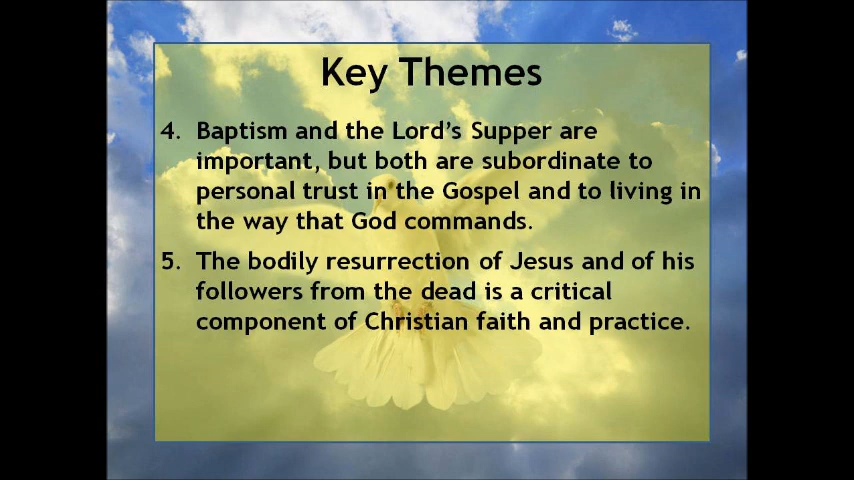 Key Themes
4. Baptism and the Lord’s Supper are
important, but both are subordinate to
personal trust in the Gospel and to living in
the way that God commands.
5. The bodily resurrection of Jesus and of his
followers from the dead is a critical
component of Christian faith and practice.